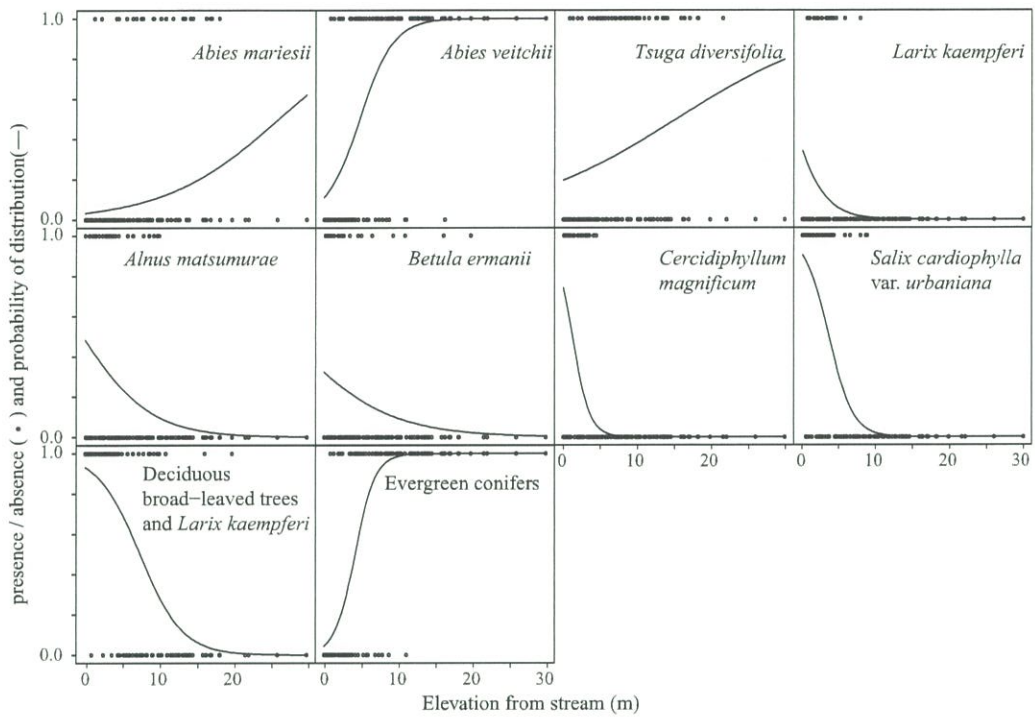 presence / absence ( • ) and probability of distribution(—)
1.0
0.0
Abies mariesii
Abies veitchii
Tsuga diversifolia
Larix kaempferi
1.0
0.0
Alnus matsumurae
Betula ermanii
Cercidiphyllum
magnificum
Salix cardiophylla
var. urbaniana
0 10 20
0 10 20 30
1.0
0.0
Deciduous
broad−leaved trees
and Larix kaempferi
Evergreen conifers
0 10 20
0 10 20 30
Elevation from stream (m)